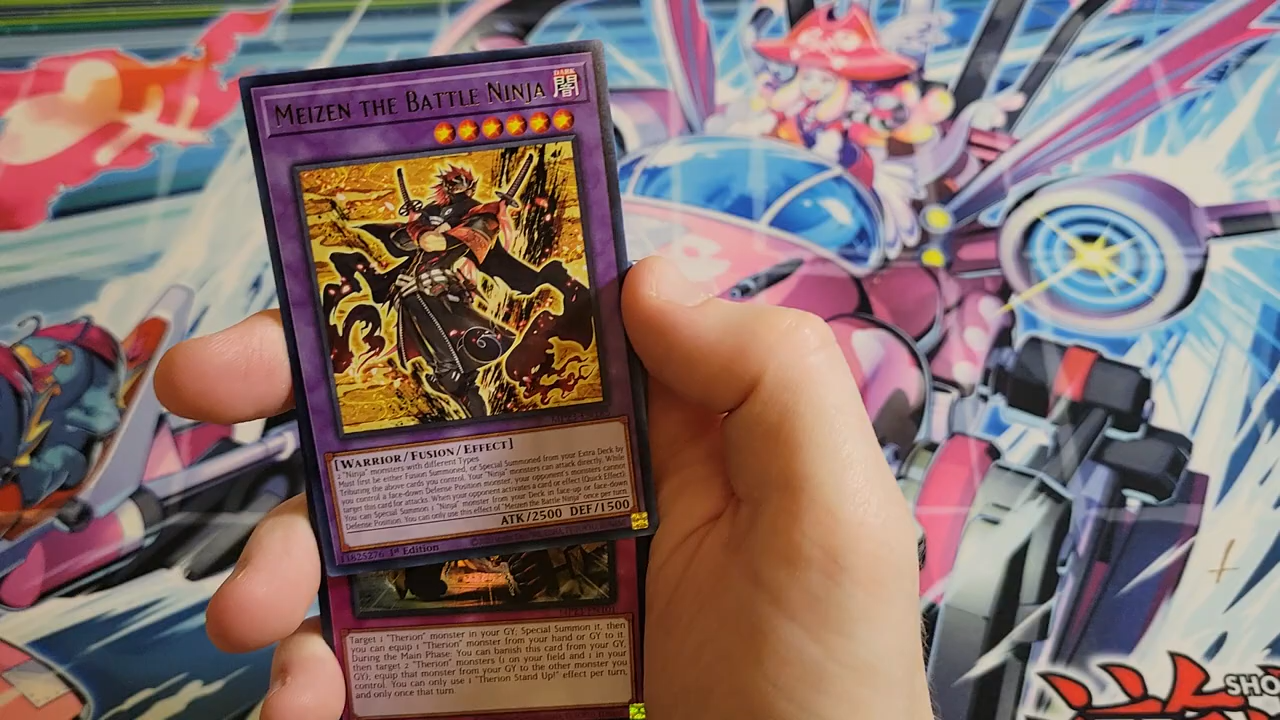 MEIZEN THE BATTLE NINJA
DARK
闇
[WARRIOR/FUSION/EFFECT]
2 "Ninja" monsters with different Types
Must first be either Fusion Summoned, or Special Summoned from your Extra Deck by
Tributing the above cards you control. Your "Ninja" monsters can attack directly. While
you control a face-down Defense Position monster, your opponent's monsters cannot
target this card for attacks. When your opponent activates a card or effect (Quick Effect):
You can Special Summon 1 "Ninja" monster from your Deck in face-up or face-down
Defense Position. You can only use this effect of "Meizen the Battle Ninja" once per turn.
ATK/2500 DEF/1500
11825276 1st Edition
MP23-EN101
Target 1 "Therion" monster in your GY; Special Summon it, then
you can equip 1 "Therion" monster from your hand or GY to it.
During the Main Phase: You can banish this card from your GY,
then target 2 "Therion" monsters (1 on your field and 1 in your
GY); equip that monster from your GY to the other monster you
control. You can only use 1 "Therion Stand Up!" effect per turn,
and only once that turn.
SHO